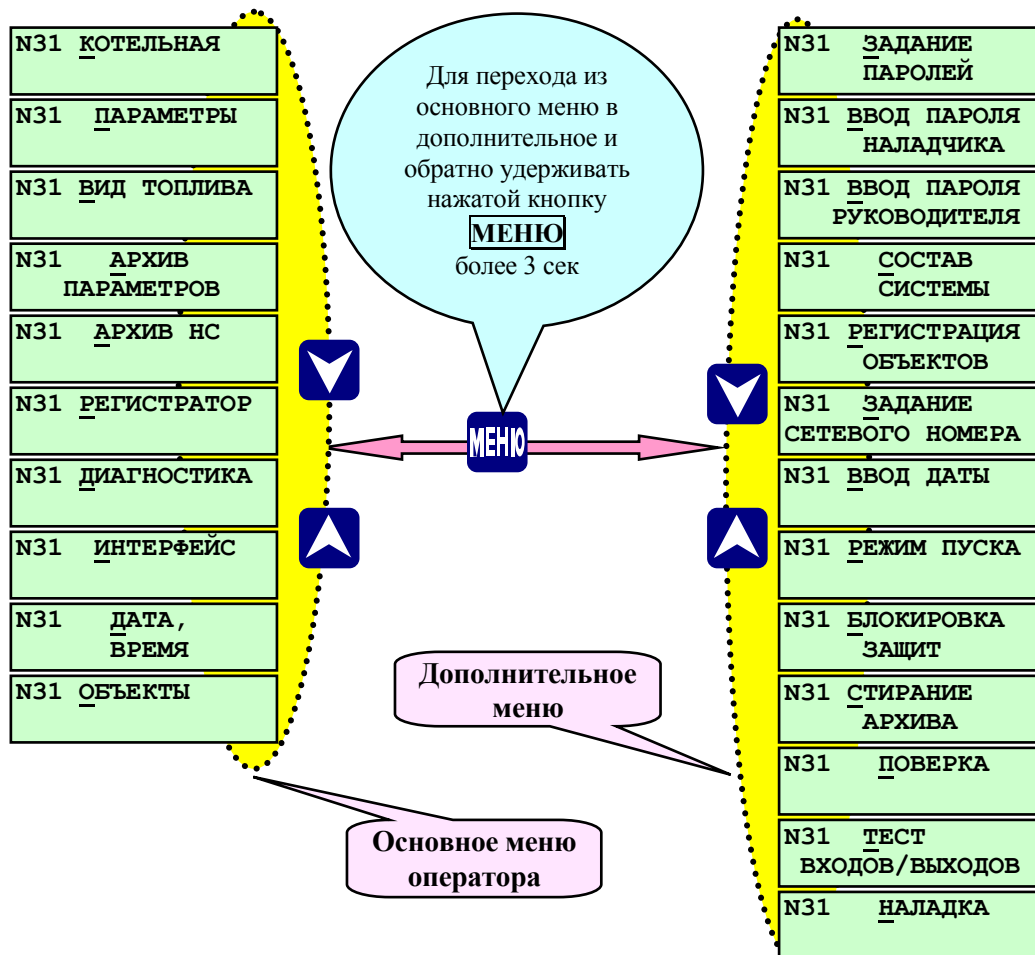 N31 КОТЕЛЬНАЯ
N31 ПАРАМЕТРЫ
N31 ВИД ТОПЛИВА
N31 АРХИВ
ПАРАМЕТРОВ
N31 АРХИВ НС
N31 РЕГИСТРАТОР
N31 ДИАГНОСТИКА
N31 ИНТЕРФЕЙС
N31 ДАТА,
ВРЕМЯ
N31 ОБЪЕКТЫ
Для перехода из
основного меню в
дополнительное и
обратно удерживать
нажатой кнопку
МЕНЮ
более 3 сек
МЕНЮ
Дополнительное
меню
Основное меню
оператора
N31 ЗАДАНИЕ
ПАРОЛЕЙ
N31 ВВОД ПАРОЛЯ
НАЛАДЧИКА
N31 ВВОД ПАРОЛЯ
РУКОВОДИТЕЛЯ
N31 СОСТАВ
СИСТЕМЫ
N31 РЕГИСТРАЦИЯ
ОБЪЕКТОВ
N31 ЗАДАНИЕ
СЕТЕВОГО НОМЕРА
N31 ВВОД ДАТЫ
N31 РЕЖИМ ПУСКА
N31 БЛОКИРОВКА
ЗАЩИТ
N31 СТИРАНИЕ
АРХИВА
N31 ПОВЕРКА
N31 ТЕСТ
ВХОДОВ/ВЫХОДОВ
N31 НАЛАДКА